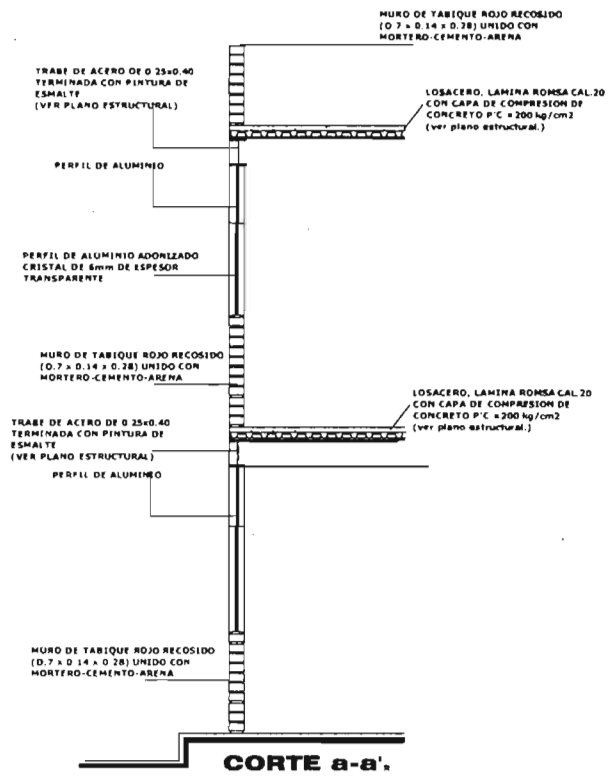 MURO DE TABIQUE ROJO RECOSIDO
(0.7 x 0.14 x 0.28) UNIDO CON
MORTERO-CEMENTO-ARENA
TRABE DE ACERO DE 0 25x0.40
TERMINADA CON PINTURA DE
ESMALTE
(VER PLANO ESTRUCTURAL)
LOSACERO, LAMINA ROMSA CAL.20
CON CAPA DE COMPRESION DE
CONCRETO F'C =200 kg/cm2
(ver plano estructural.)
PERFIL DE ALUMINIO
PERFIL DE ALUMINIO ADONIZADO
CRISTAL DE 6mm DE ESPESOR
TRANSPARENTE
MURO DE TABIQUE ROJO RECOSIDO
(0.7 x 0.14 x 0.28) UNIDO CON
MORTERO-CEMENTO-ARENA
LOSACERO, LAMINA ROMSA CAL.20
CON CAPA DE COMPRESION DE
CONCRETO F'C =200 kg/cm2
(ver plano estructural.)
TRABE DE ACERO DE 0 25x0.40
TERMINADA CON PINTURA DE
ESMALTE
(VER PLANO ESTRUCTURAL)
PERFIL DE ALUMINIO
MURO DE TABIQUE ROJO RECOSIDO
(0.7 x 0 14 x 0 28) UNIDO CON
MORTERO-CEMENTO-ARENA
CORTE a-a'